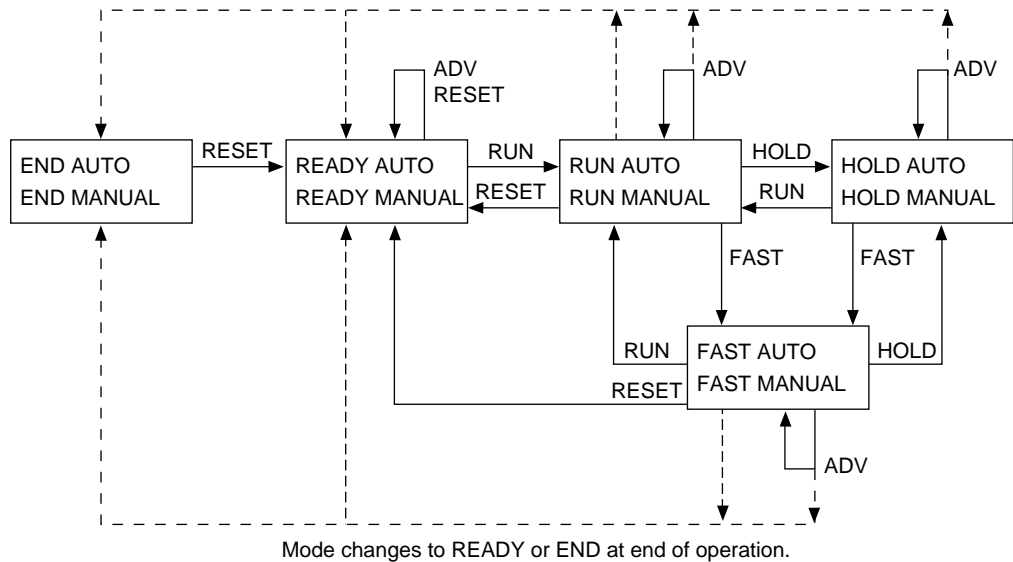 ADV
RESET
ADV
ADV
END AUTO
END MANUAL
RESET
READY AUTO
READY MANUAL
RUN
RESET
RUN AUTO
RUN MANUAL
HOLD
RUN
HOLD AUTO
HOLD MANUAL
FAST
FAST
RUN
RESET
FAST AUTO
FAST MANUAL
HOLD
ADV
Mode changes to READY or END at end of operation.